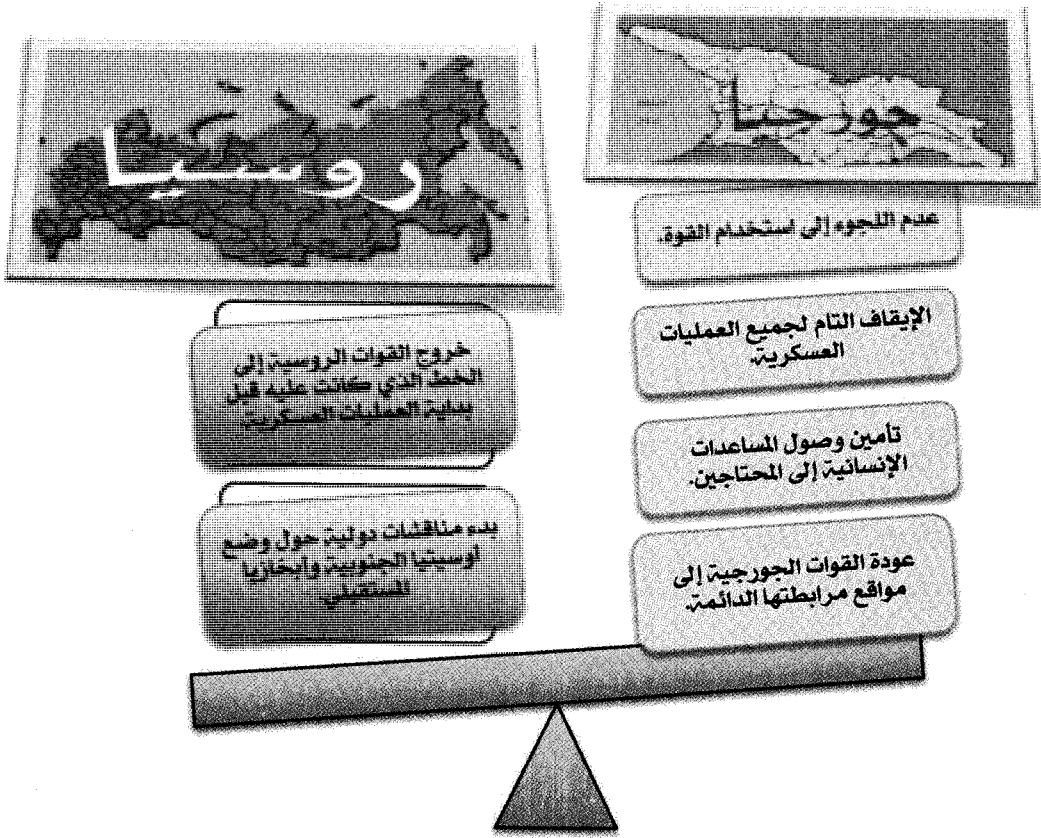 جورجيا
عدم اللجوء إلى استخدام القوة.
الإيقاف التام لجميع العمليات
العسكرية.
تأمين وصول المساعدات
الإنسانية إلى المحتاجين.
عودة القوات الجورجية إلى
مواقع مرابطتها الدائمة.
روسيا
خروج القوات الروسية إلى
الخط الذي كانت عليه قبل
بداية العمليات العسكرية.
بدء مناقشات دولية حول وضع
أوسيتيا الجنوبية وأبخازيا
المستقبلي.